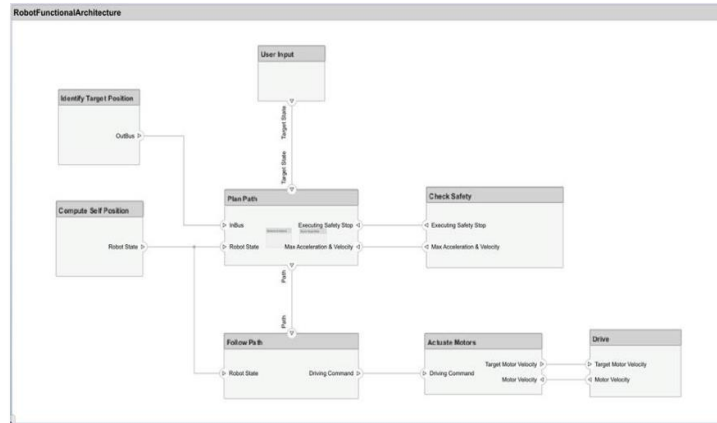 RobotFunctionalArchitecture
User Input
Target State
Target State
Identify Target Position
OutBus
Compute Self Position
Robot State
Plan Path
InBus
Executing Safety Stop
Robot State
Max Acceleration & Velocity
Path
Check Safety
Executing Safety Stop
Max Acceleration & Velocity
Path
Follow Path
Robot State
Driving Command
Actuate Motors
Target Motor Velocity
Driving Command
Motor Velocity
Drive
Target Motor Velocity
Motor Velocity